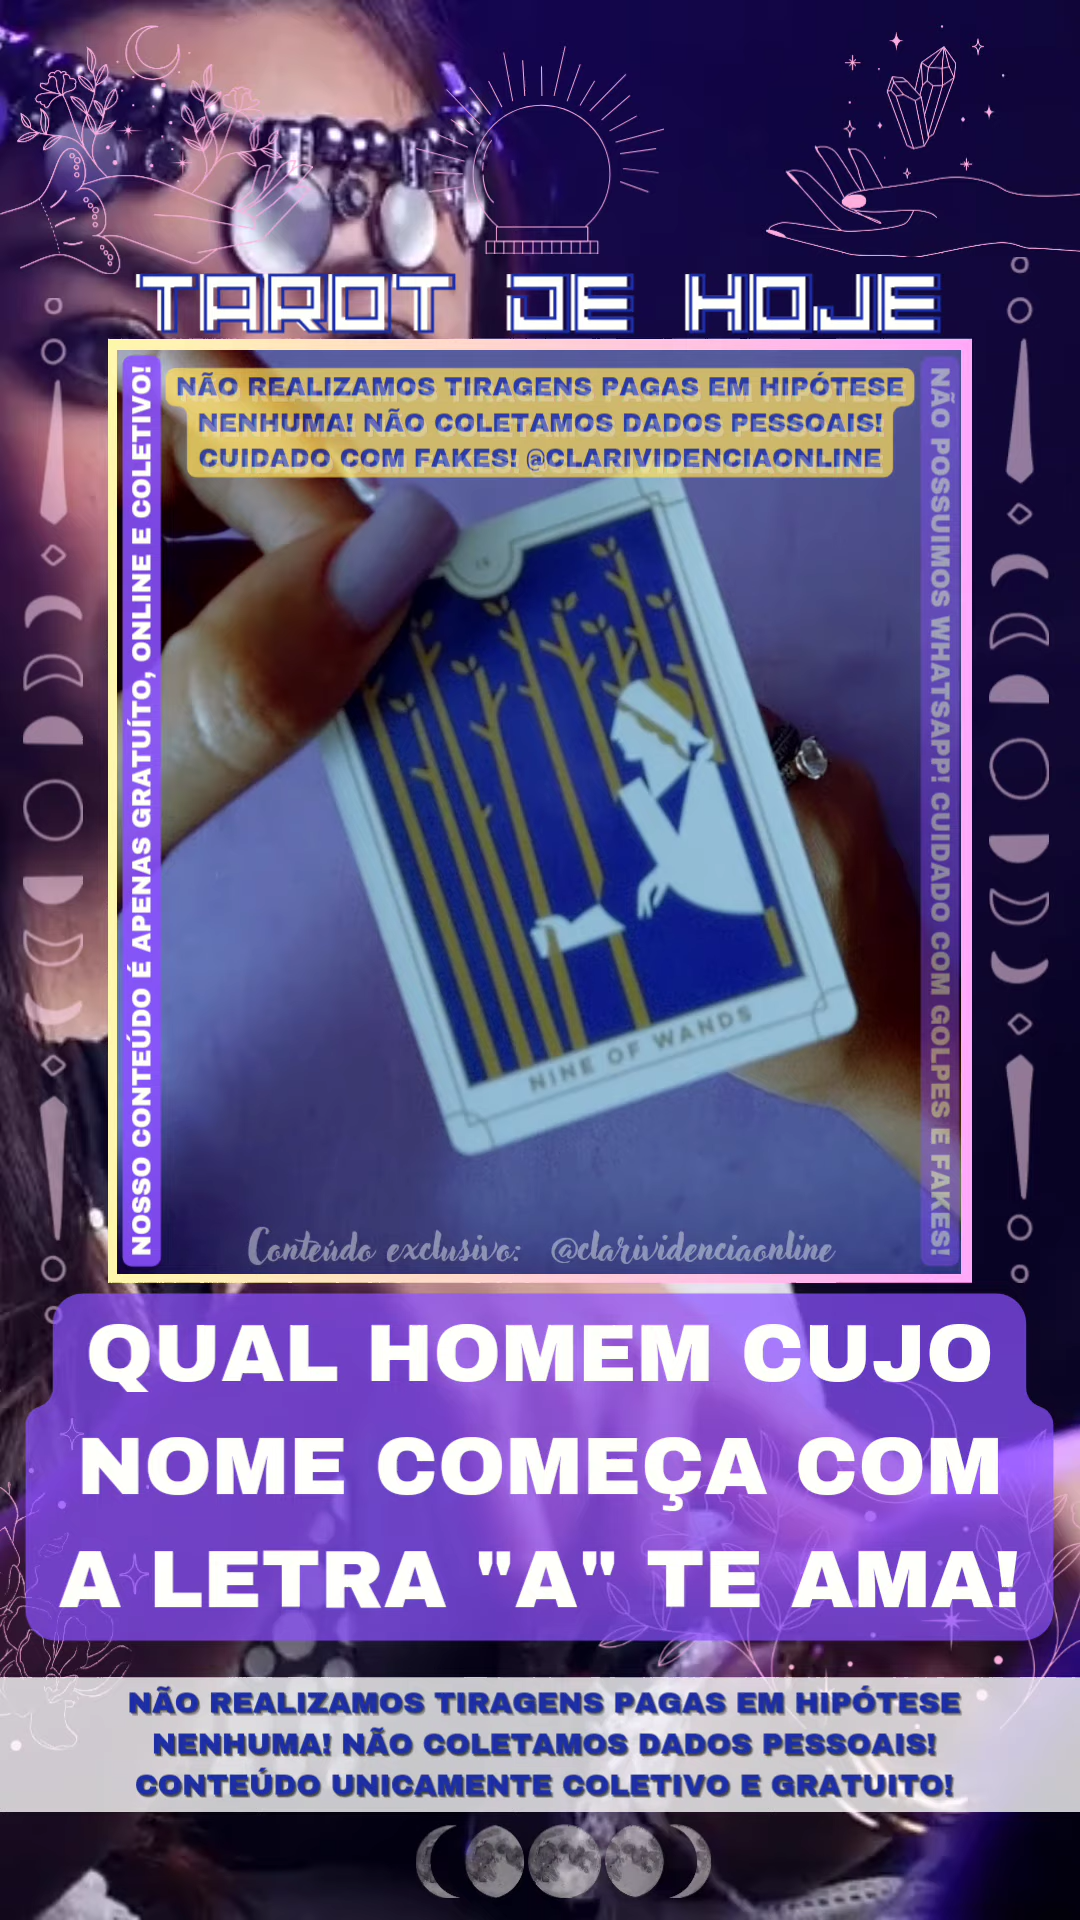 TAROT DE HOJE
NÃO REALIZAMOS TIRAGENS PAGAS EM HIPÓTESE
NENHUMA! NÃO COLETAMOS DADOS PESSOAIS!
CUIDADO COM FAKES! @CLARIVIDENCIAONLINE
NOSSO CONTEÚDO É APENAS GRATUÍTO, ONLINE E COLETIVO!
NÃO POSSUIMOS WHATSAPP! CUIDADO COM GOLPES E FAKES!
NINE OF WANDS
Conteúdo exclusivo: @clarividenciaonline
QUAL HOMEM CUJO
NOME COMEÇA COM
A LETRA "A" TE AMA!
NÃO REALIZAMOS TIRAGENS PAGAS EM HIPÓTESE
NENHUMA! NÃO COLETAMOS DADOS PESSOAIS!
CONTEÚDO UNICAMENTE COLETIVO E GRATUITO!